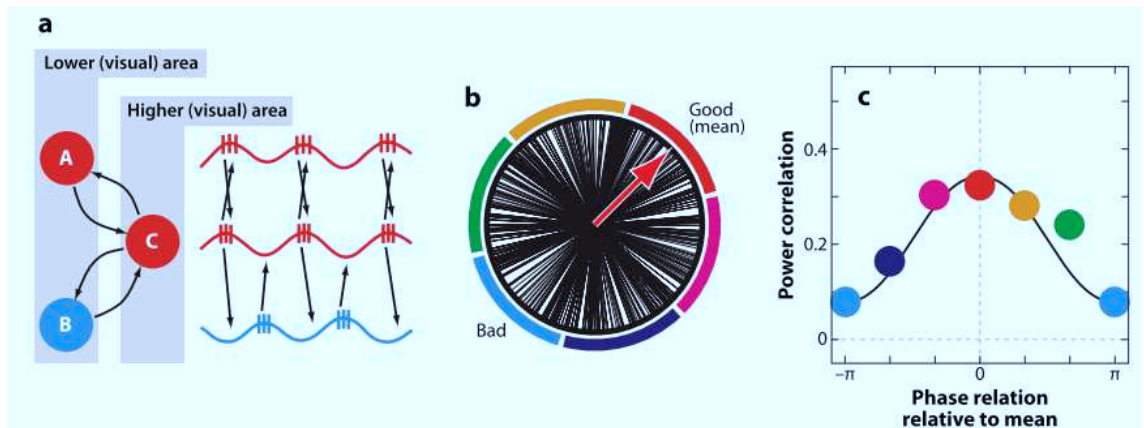 a
Lower (visual) area
Higher (visual) area
A
C
B
b
Good
(mean)
Bad
c
Power correlation
0.4
0.2
0
–π
0
π
Phase relation
relative to mean